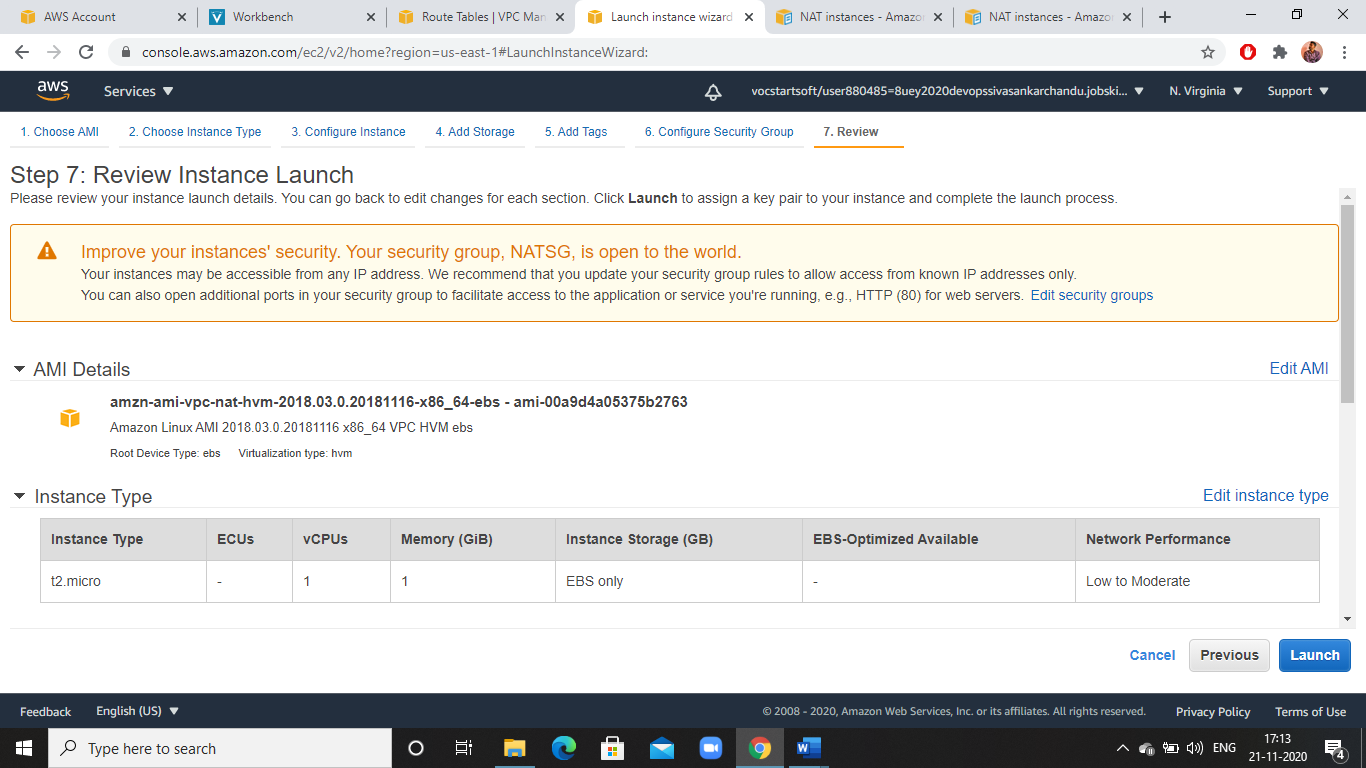 AWS Account
Workbench
Route Tables | VPC Man
Launch instance wizard
NAT instances - Amazo
NAT instances - Amazo
console.aws.amazon.com/ec2/v2/home?region=us-east-1#LaunchInstanceWizard:
aws
Services
vocstartsoft/user880485=8uey2020devopssivasankarchandu.jobski...
N. Virginia
Support
1. Choose AMI
2. Choose Instance Type
3. Configure Instance
4. Add Storage
5. Add Tags
6. Configure Security Group
7. Review
Step 7: Review Instance Launch
Please review your instance launch details. You can go back to edit changes for each section. Click Launch to assign a key pair to your instance and complete the launch process.
Improve your instances' security. Your security group, NATSG, is open to the world.
Your instances may be accessible from any IP address. We recommend that you update your security group rules to allow access from known IP addresses only.
You can also open additional ports in your security group to facilitate access to the application or service you're running, e.g., HTTP (80) for web servers. Edit security groups
AMI Details
Edit AMI
amzn-ami-vpc-nat-hvm-2018.03.0.20181116-x86_64-ebs - ami-00a9d4a05375b2763
Amazon Linux AMI 2018.03.0.20181116 x86_64 VPC HVM ebs
Root Device Type: ebs Virtualization type: hvm
Instance Type
Edit instance type
Instance Type ECUs vCPUs Memory (GiB) Instance Storage (GB) EBS-Optimized Available Network Performance
t2.micro - 1 1 EBS only - Low to Moderate
Cancel
Previous
Launch
Feedback
English (US)
© 2008 - 2020, Amazon Web Services, Inc. or its affiliates. All rights reserved.
Privacy Policy
Terms of Use
Type here to search
ENG
17:13
21-11-2020
4